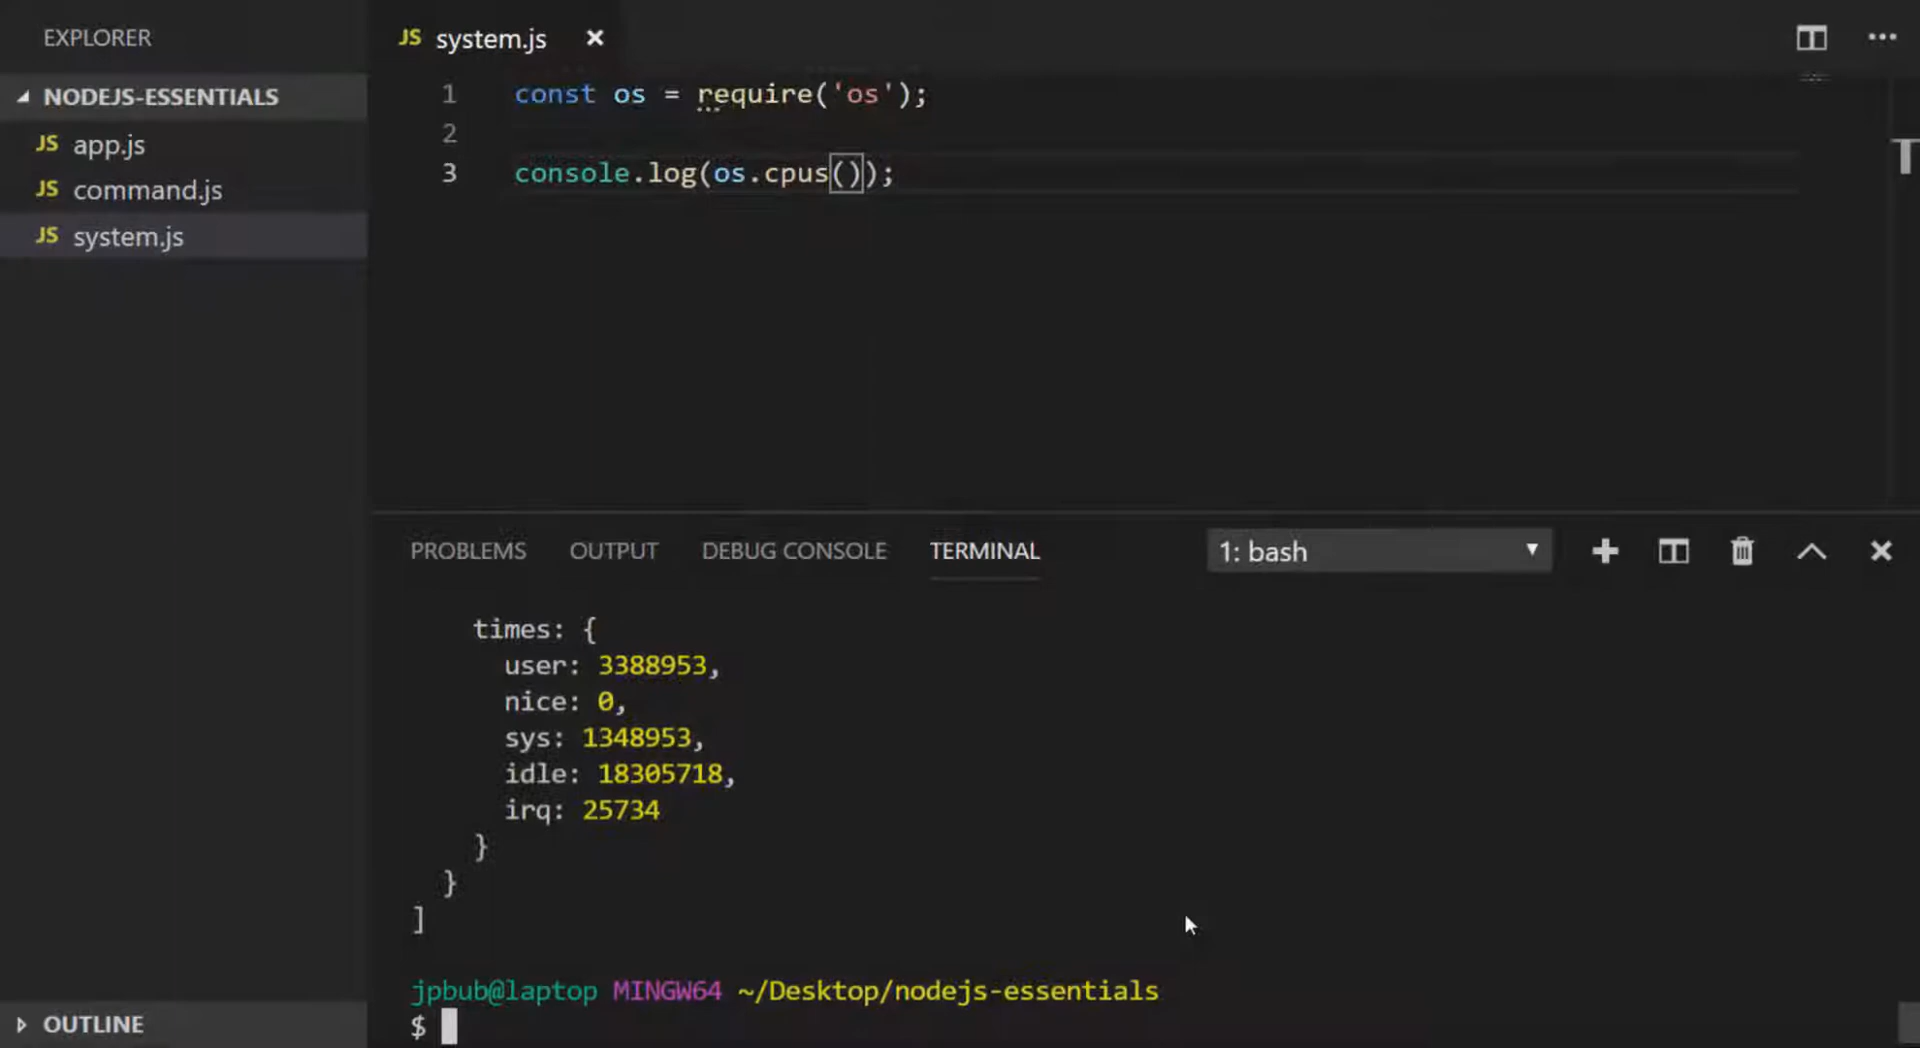 EXPLORER
NODEJS-ESSENTIALS
JS app.js
JS command.js
JS system.js
OUTLINE
JS system.js
1 const os = require('os');
2
3 console.log(os.cpus());
PROBLEMS OUTPUT DEBUG CONSOLE TERMINAL 1: bash
times: {
user: 3388953,
nice: 0,
sys: 1348953,
idle: 18305718,
irq: 25734
}
}
]
jpbub@laptop MINGW64 ~/Desktop/nodejs-essentials
$